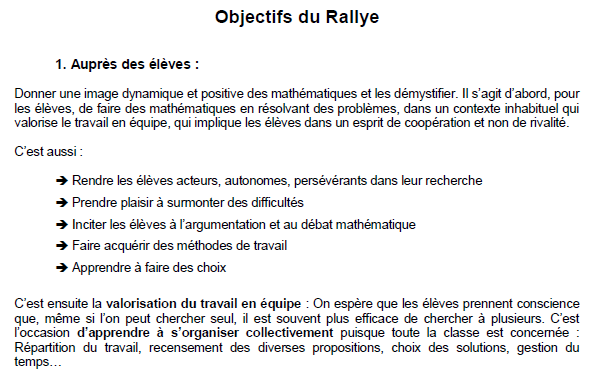 Objectifs du Rallye
1. Auprès des élèves :
Donner une image dynamique et positive des mathématiques et les démystifier. Il s'agit d'abord, pour
les élèves, de faire des mathématiques en résolvant des problèmes, dans un contexte inhabituel qui
valorise le travail en équipe, qui implique les élèves dans un esprit de coopération et non de rivalité.
C'est aussi :
➔ Rendre les élèves acteurs, autonomes, persévérants dans leur recherche
➔ Prendre plaisir à surmonter des difficultés
➔ Inciter les élèves à l'argumentation et au débat mathématique
➔ Faire acquérir des méthodes de travail
➔ Apprendre à faire des choix
C'est ensuite la valorisation du travail en équipe : On espère que les élèves prennent conscience
que, même si l'on peut chercher seul, il est souvent plus efficace de chercher à plusieurs. C'est
l'occasion d'apprendre à s'organiser collectivement puisque toute la classe est concernée :
Répartition du travail, recensement des diverses propositions, choix des solutions, gestion du
temps…